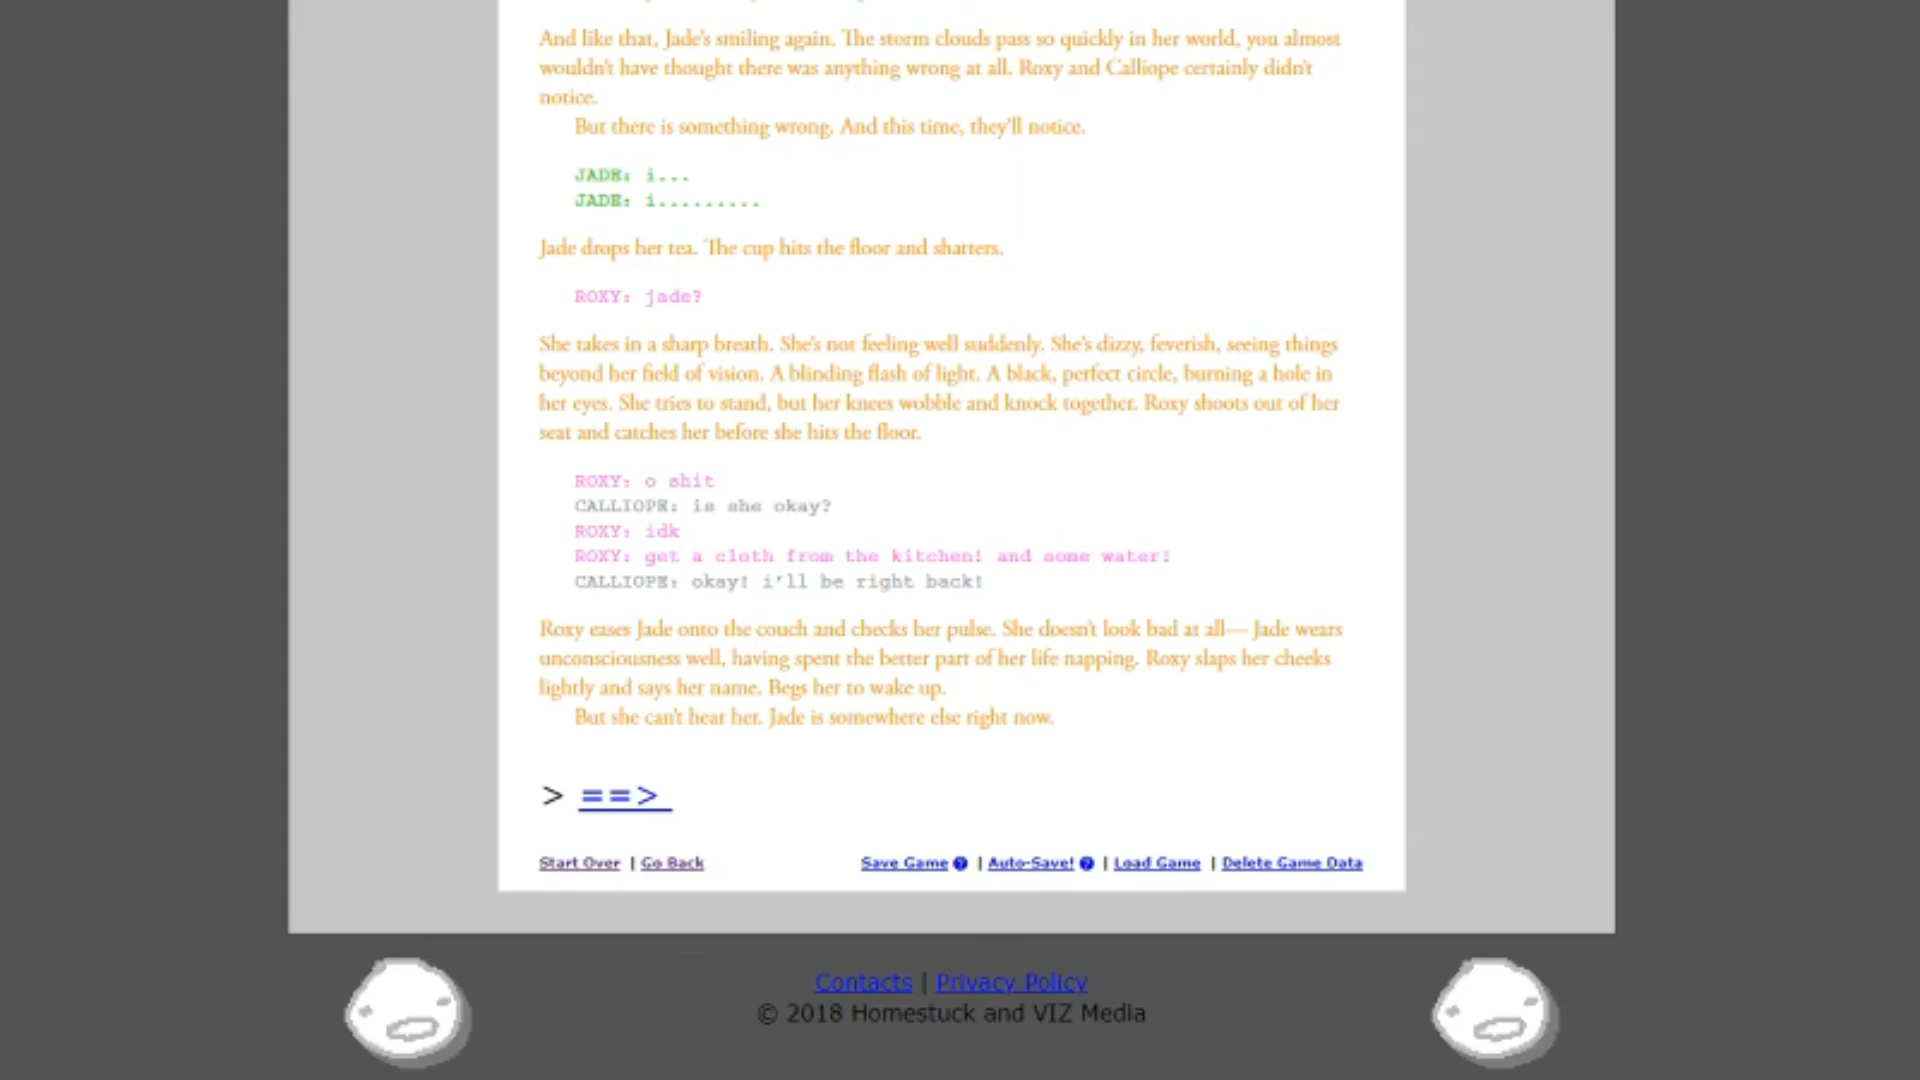 And like that, Jade's smiling again. The storm clouds pass so quickly in her world, you almost
wouldn't have thought there was anything wrong at all. Roxy and Calliope certainly didn't
notice.
But there is something wrong. And this time, they'll notice.
JADE: i...
JADE: i.........
Jade drops her tea. The cup hits the floor and shatters.
ROXY: jade?
She takes in a sharp breath. She's not feeling well suddenly. She's dizzy, feverish, seeing things
beyond her field of vision. A blinding flash of light. A black, perfect circle, burning a hole in
her eyes. She tries to stand, but her knees wobble and knock together. Roxy shoots out of her
seat and catches her before she hits the floor.
ROXY: o shit
CALLIOPE: is she okay?
ROXY: idk
ROXY: get a cloth from the kitchen! and some water!
CALLIOPE: okay! i'll be right back!
Roxy eases Jade onto the couch and checks her pulse. She doesn't look bad at all— Jade wears
unconsciousness well, having spent the better part of her life napping. Roxy slaps her cheeks
lightly and says her name. Begs her to wake up.
But she can't hear her. Jade is somewhere else right now.
> ==>
Start Over | Go Back Save Game ? | Auto-Save! ? | Load Game | Delete Game Data
Contacts | Privacy Policy
© 2018 Homestuck and VIZ Media